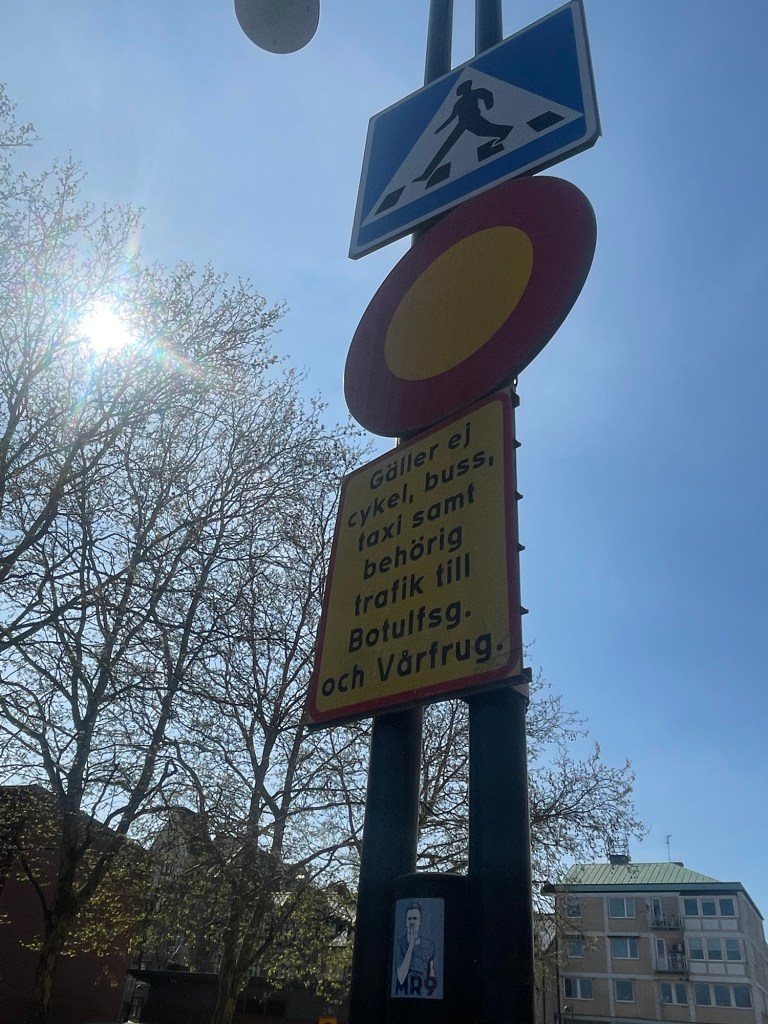 Gäller ej
cykel, buss,
taxi samt
behörig
trafik till
Botulfsg.
och Vårfrug.
MR9